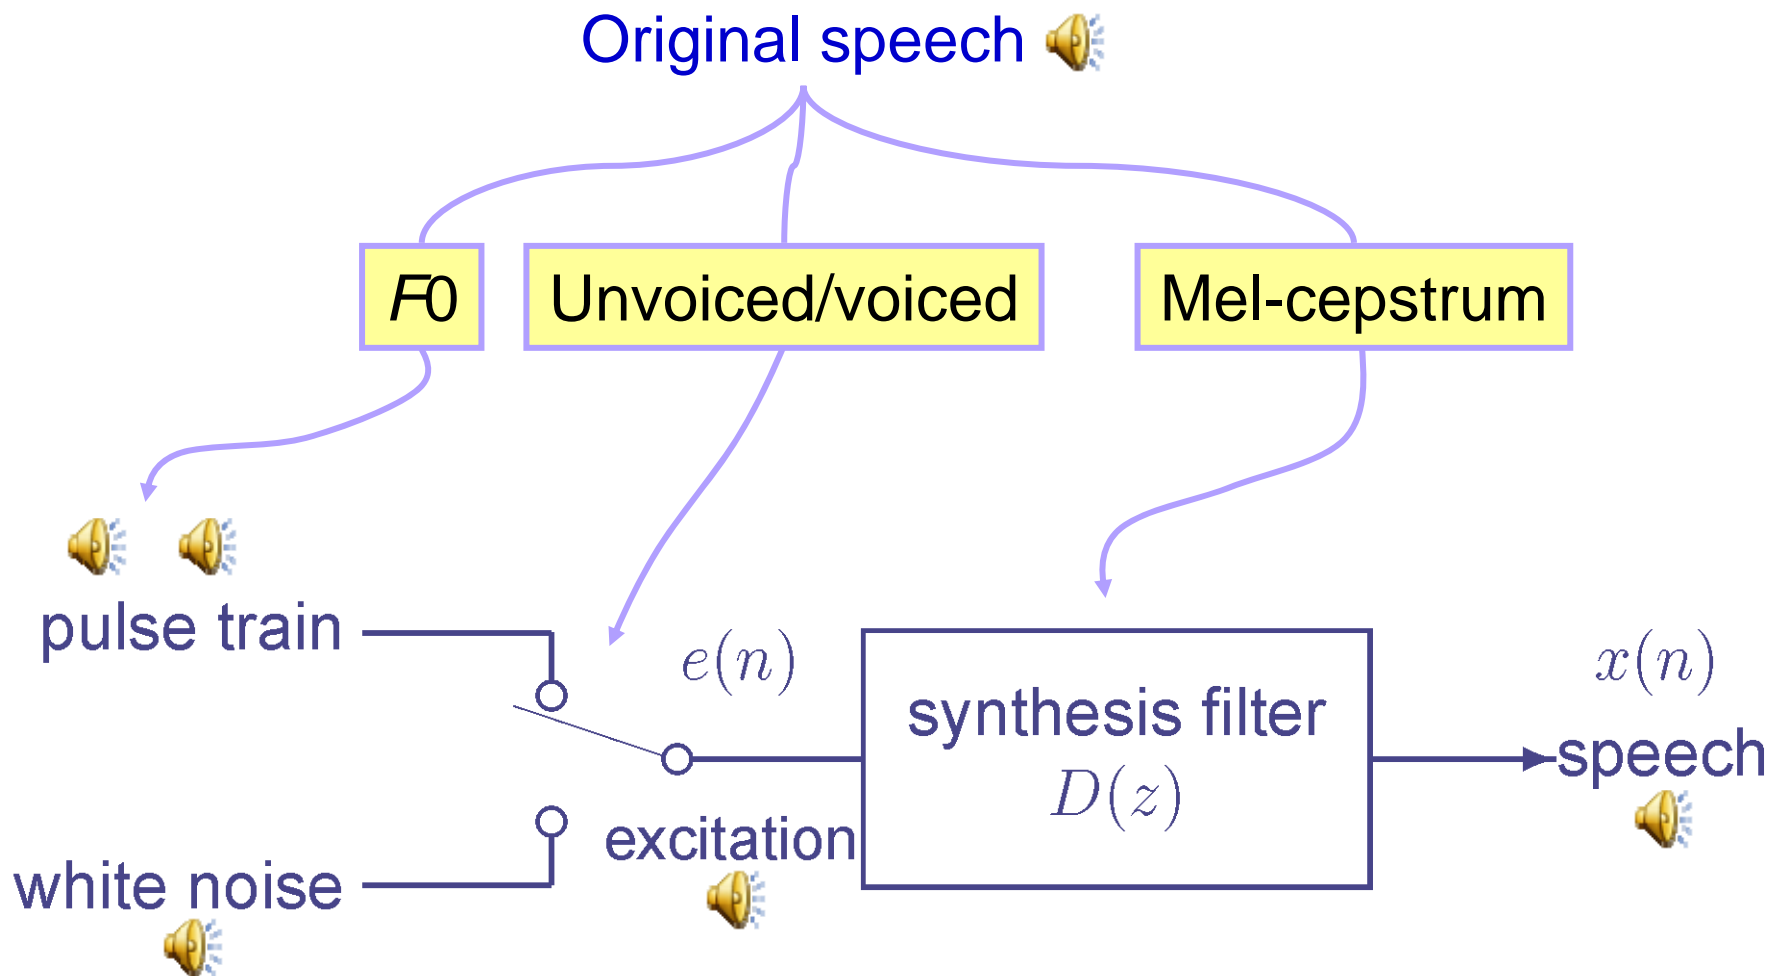 Original speech
F0
Unvoiced/voiced
Mel-cepstrum
pulse train
e(n)
synthesis filter
D(z)
x(n)
speech
excitation
white noise